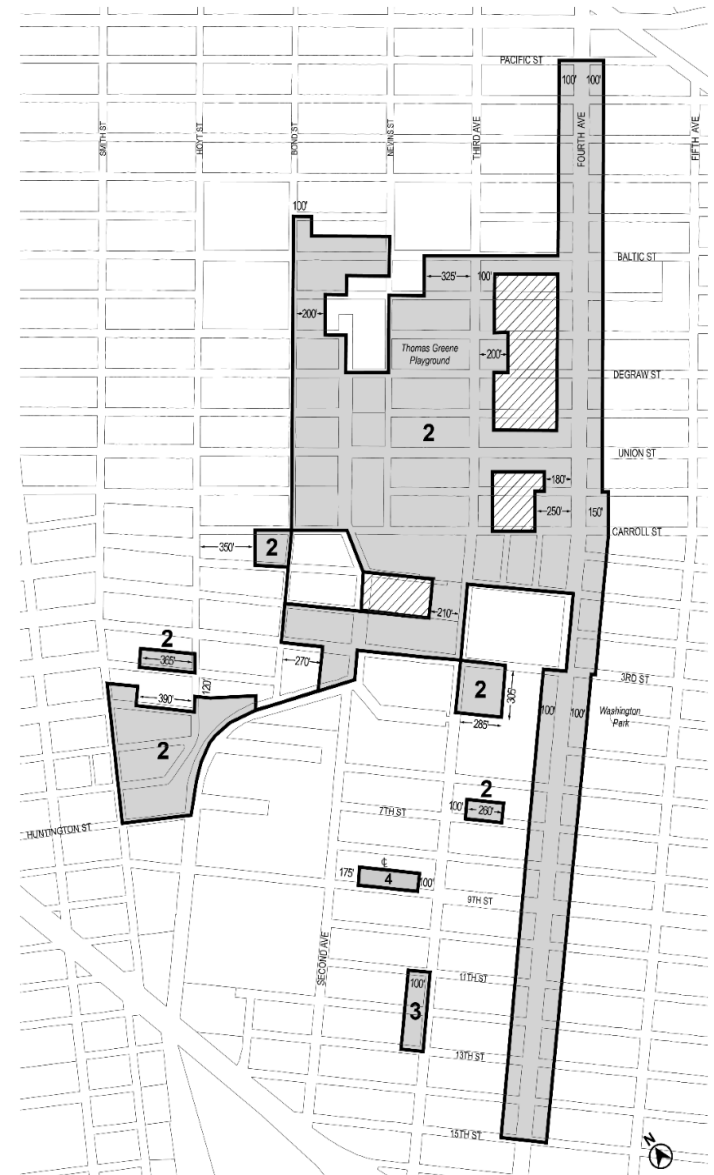 PACIFIC ST
100'
100'
SMITH ST
HOYT ST
BOND ST
NEVINS ST
THIRD AVE
FOURTH AVE
FIFTH AVE
100'
BALTIC ST
325'
100'
200'
Thomas Greene
Playground
200'
DEGRAW ST
2
UNION ST
180'
250'
150'
CARROLL ST
350'
2
210'
2
365'
270'
120'
390'
2
2
305'
285'
3RD ST
100'
100'
Washington
Park
2
100'
260'
7TH ST
HUNTINGTON ST
℄
175'
4
100'
9TH ST
SECOND AVE
11TH ST
100'
3
13TH ST
15TH ST
N